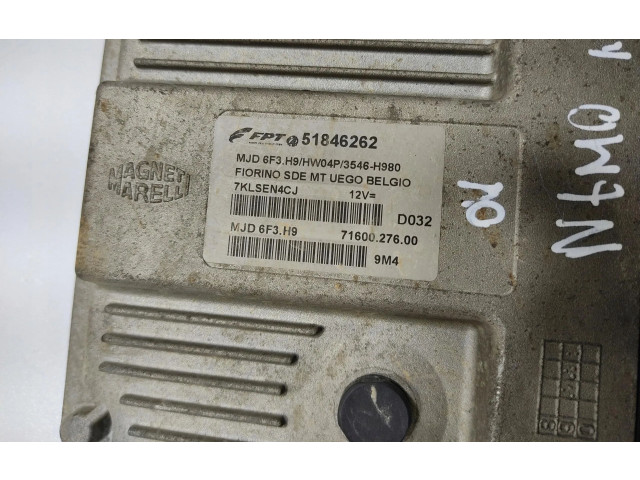 MAGNETI
MARELLI
FPT 51846262
MJD 6F3.H9/HW04P/3546-H980
FIORINO SDE MT UEGO BELGIO
7KLSEN4CJ 12V=
D032
MJD 6F3.H9 71600.276.00
9M4
10